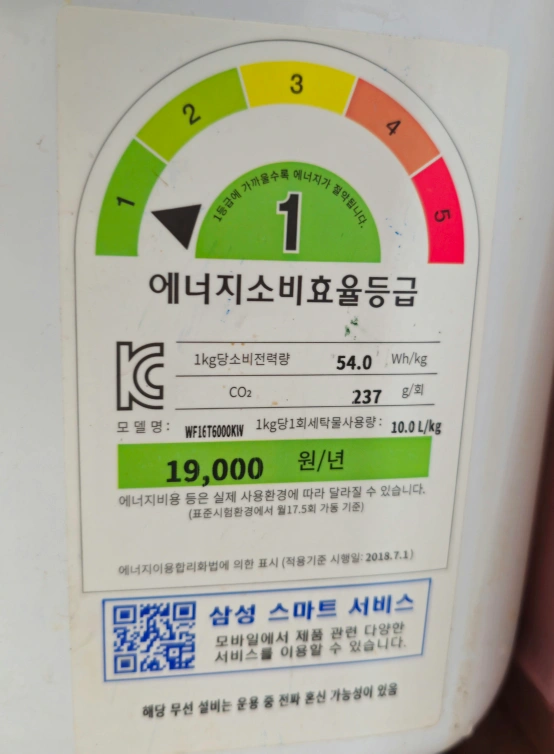 1
2
3
4
5
1등급에 가까울수록 에너지가 절약됩니다.
1
에너지소비효율등급
1kg당소비전력량 54.0 Wh/kg
CO₂ 237 g/회
모델명: WF16T6000KW 1kg당1회세탁물사용량: 10.0 L/kg
19,000 원/년
에너지비용 등은 실제 사용환경에 따라 달라질 수 있습니다.
(표준시험환경에서 월17.5회 가동 기준)
에너지이용합리화법에 의한 표시 (적용기준 시행일: 2018.7.1)
삼성 스마트 서비스
모바일에서 제품 관련 다양한
서비스를 이용할 수 있습니다.
해당 무선 설비는 운용 중 전파 혼신 가능성이 있음